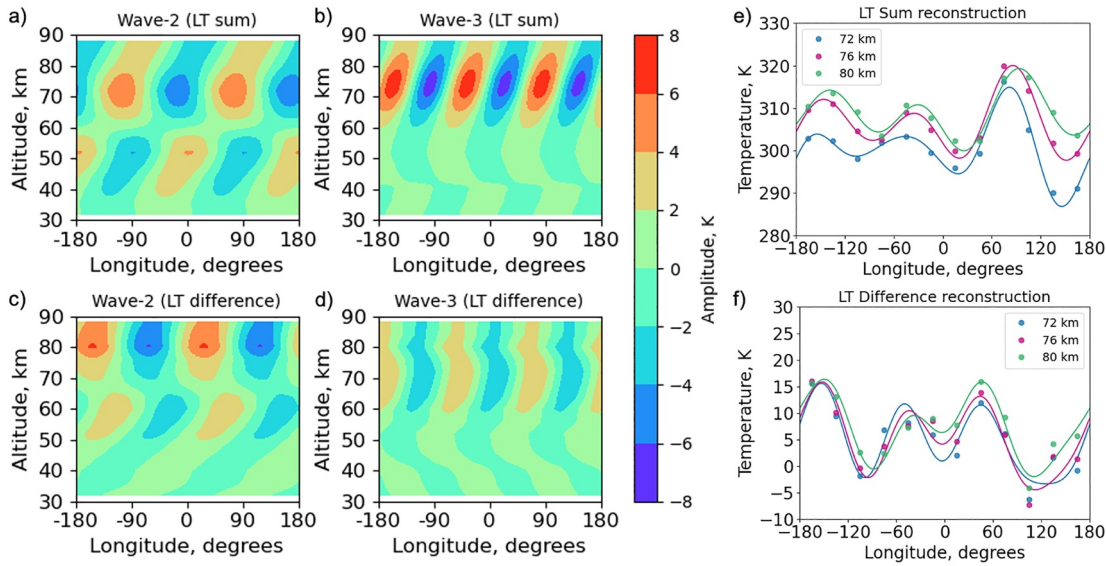 a) Wave-2 (LT sum)
90
80
70
60
50
40
30
Altitude, km
-180 -90 0 90 180
Longitude, degrees
b) Wave-3 (LT sum)
90
80
70
60
50
40
30
Altitude, km
-180 -90 0 90 180
Longitude, degrees
c) Wave-2 (LT difference)
90
80
70
60
50
40
30
Altitude, km
-180 -90 0 90 180
Longitude, degrees
d) Wave-3 (LT difference)
90
80
70
60
50
40
30
Altitude, km
-180 -90 0 90 180
Longitude, degrees
8
6
4
2
0
−2
−4
−6
−8
Amplitude, K
e) LT Sum reconstruction
330
320
310
300
290
280
Temperature, K
72 km
76 km
80 km
−180 −120 −60 0 60 120 180
Longitude, degrees
f) LT Difference reconstruction
30
25
20
15
10
5
0
−5
−10
Temperature, K
72 km
76 km
80 km
−180 −120 −60 0 60 120 180
Longitude, degrees